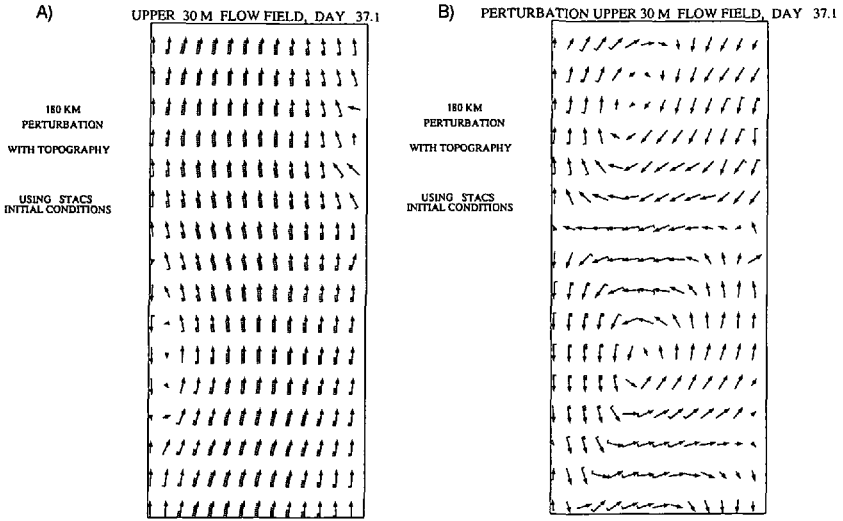 A)
UPPER 30 M FLOW FIELD, DAY 37.1
180 KM
PERTURBATION
WITH TOPOGRAPHY
USING STACS
INITIAL CONDITIONS
B)
PERTURBATION UPPER 30 M FLOW FIELD, DAY 37.1
180 KM
PERTURBATION
WITH TOPOGRAPHY
USING STACS
INITIAL CONDITIONS